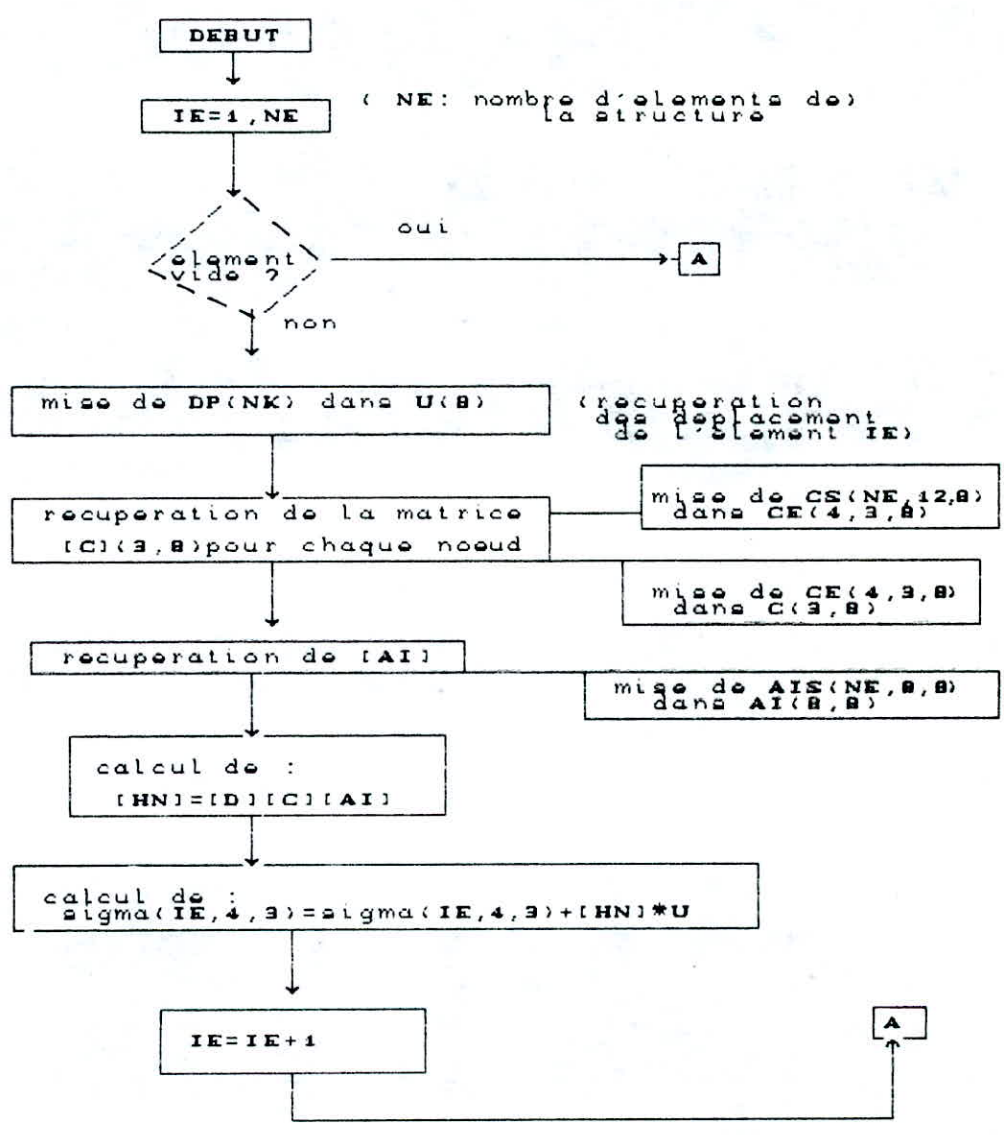 DEBUT
IE=1,NE
( NE: nombre d'elements de)
la structure
element
vide ?
oui
A
non
mise de DP(NK) dans U(8)
(recuperation
des deplacement
de l'element IE)
recuperation de la matrice
[C](3,8)pour chaque noeud
mise de CS(NE,12,8)
dans CE(4,3,8)
mise de CE(4,3,8)
dans C(3,8)
recuperation de [AI]
mise de AIS(NE,8,8)
dans AI(8,8)
calcul de :
[HN]=[D][C][AI]
calcul de :
sigma(IE,4,3)=sigma(IE,4,3)+[HN]*U
IE=IE+1
A